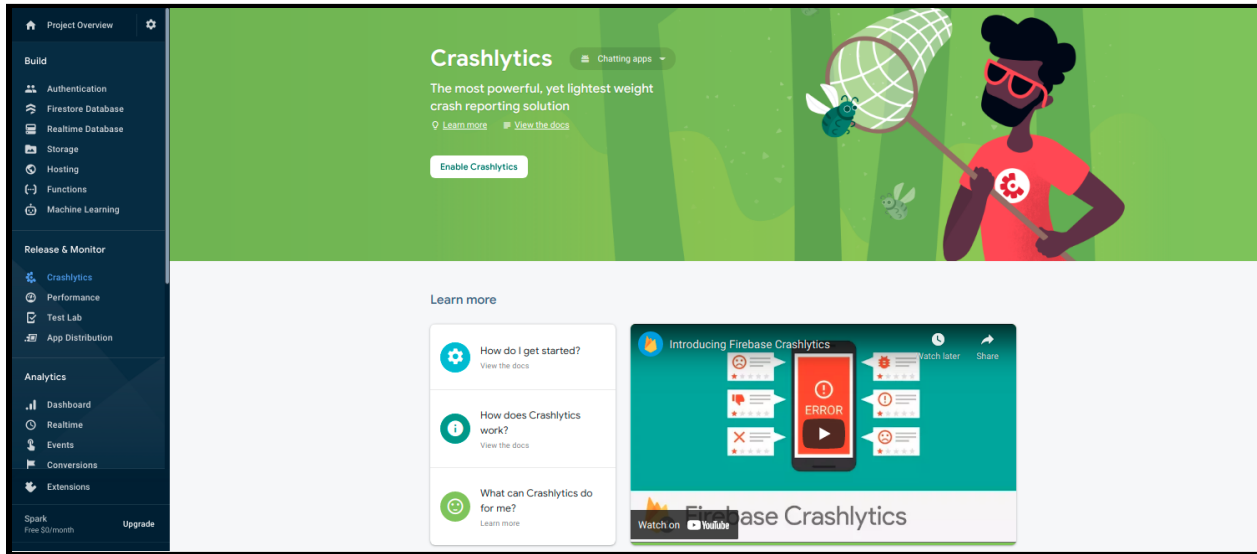 Project Overview
Build
Authentication
Firestore Database
Realtime Database
Storage
Hosting
Functions
Machine Learning
Release & Monitor
Crashlytics
Performance
Test Lab
App Distribution
Analytics
Dashboard
Realtime
Events
Conversions
Extensions
Spark
Free $0/month
Upgrade
Crashlytics
Chatting apps
The most powerful, yet lightest weight
crash reporting solution
Learn more
View the docs
Enable Crashlytics
Learn more
How do I get started?
View the docs
How does Crashlytics
work?
View the docs
What can Crashlytics do
for me?
Learn more
Introducing Firebase Crashlytics
Watch later
Share
ERROR
Firebase Crashlytics
Watch on YouTube